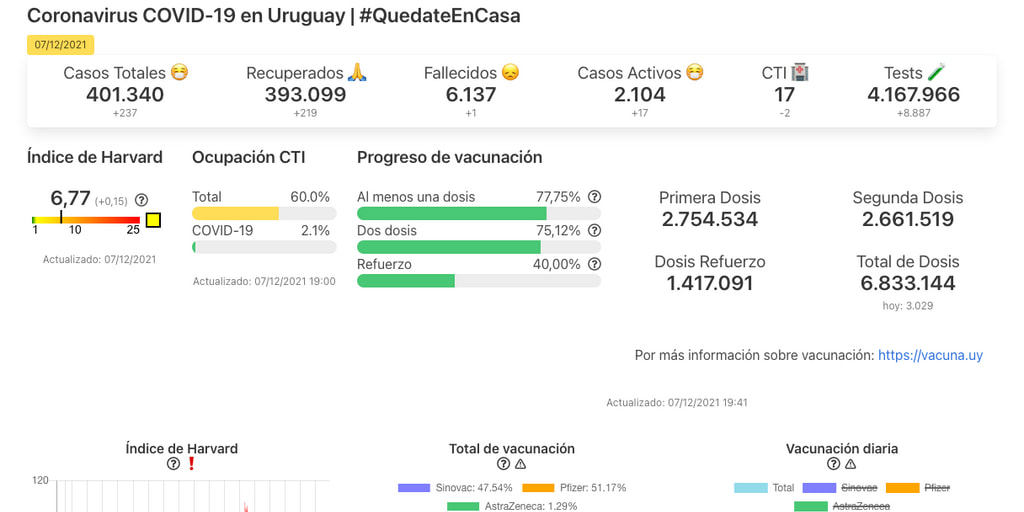 Coronavirus COVID-19 en Uruguay | #QuedateEnCasa
07/12/2021
Casos Totales 😷 Recuperados 🙏 Fallecidos 😞 Casos Activos 😷 CTI 🏥 Tests 🧪
401.340 393.099 6.137 2.104 17 4.167.966
+237 +219 +1 +17 -2 +8.887
Índice de Harvard Ocupación CTI Progreso de vacunación
6,77 (+0,15)
1 10 25
Actualizado: 07/12/2021
Total 60.0%
COVID-19 2.1%
Actualizado: 07/12/2021 19:00
Al menos una dosis 77,75%
Dos dosis 75,12%
Refuerzo 40,00%
Primera Dosis Segunda Dosis
2.754.534 2.661.519
Dosis Refuerzo Total de Dosis
1.417.091 6.833.144
hoy: 3.029
Por más información sobre vacunación: https://vacuna.uy
Actualizado: 07/12/2021 19:41
Índice de Harvard
❗
120
Total de vacunación
Sinovac: 47.54% Pfizer: 51.17%
AstraZeneca: 1.29%
Vacunación diaria
Total Sinovac Pfizer
AstraZeneca